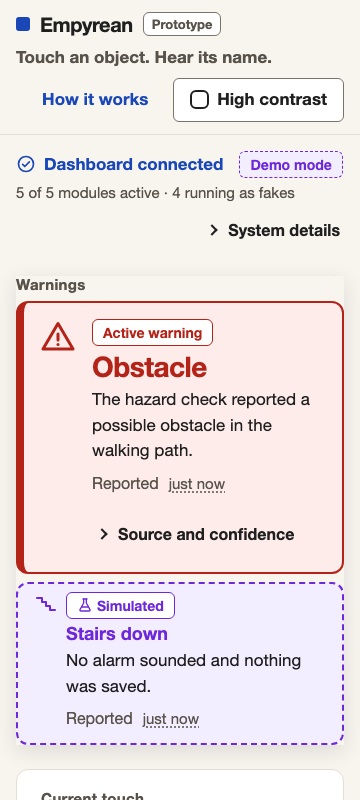 Empyrean Prototype
Touch an object. Hear its name.
How it works High contrast
Dashboard connected Demo mode
5 of 5 modules active · 4 running as fakes
System details
Warnings
Active warning
Obstacle
The hazard check reported a
possible obstacle in the
walking path.
Reported just now
Source and confidence
Simulated
Stairs down
No alarm sounded and nothing
was saved.
Reported just now
Current touch